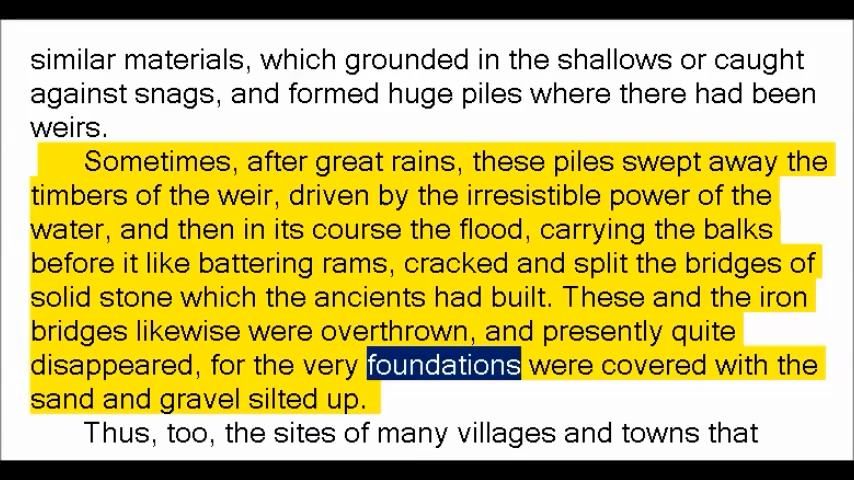 similar materials, which grounded in the shallows or caught
against snags, and formed huge piles where there had been
weirs.
Sometimes, after great rains, these piles swept away the
timbers of the weir, driven by the irresistible power of the
water, and then in its course the flood, carrying the balks
before it like battering rams, cracked and split the bridges of
solid stone which the ancients had built. These and the iron
bridges likewise were overthrown, and presently quite
disappeared, for the very foundations were covered with the
sand and gravel silted up.
Thus, too, the sites of many villages and towns that